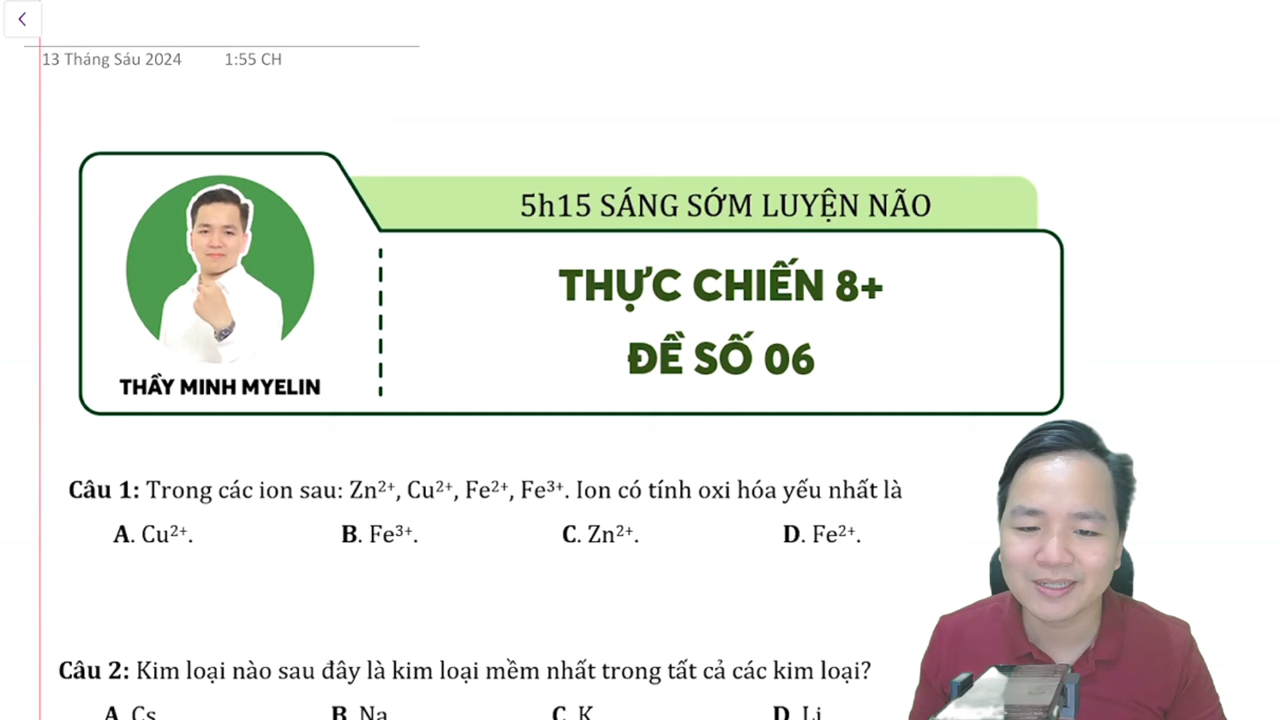 13 Tháng Sáu 2024 1:55 CH
5h15 SÁNG SỚM LUYỆN NÃO
THỰC CHIẾN 8+
ĐỀ SỐ 06
THẦY MINH MYELIN
Câu 1: Trong các ion sau: Zn²⁺, Cu²⁺, Fe²⁺, Fe³⁺. Ion có tính oxi hóa yếu nhất là
A. Cu²⁺. B. Fe³⁺. C. Zn²⁺. D. Fe²⁺.
Câu 2: Kim loại nào sau đây là kim loại mềm nhất trong tất cả các kim loại?
A. Cs B. Na C. K D. Li